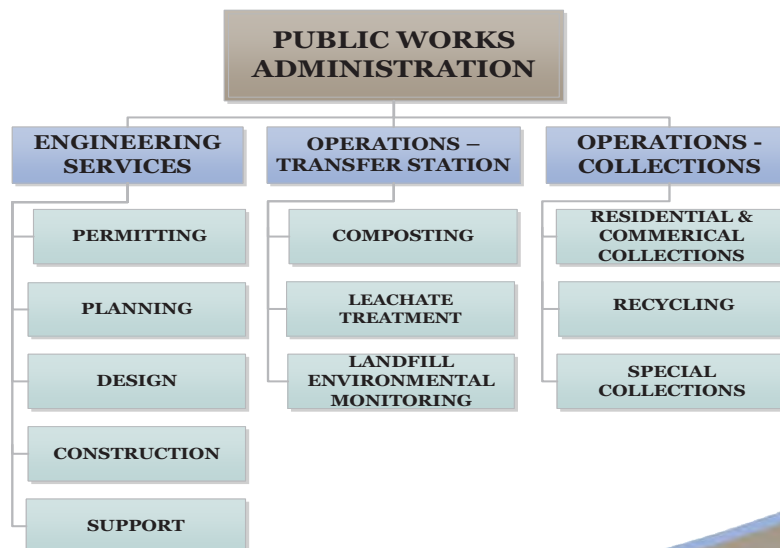 PUBLIC WORKS
ADMINISTRATION
ENGINEERING
SERVICES
PERMITTING
PLANNING
DESIGN
CONSTRUCTION
SUPPORT
OPERATIONS –
TRANSFER STATION
COMPOSTING
LEACHATE
TREATMENT
LANDFILL
ENVIRONMENTAL
MONITORING
OPERATIONS -
COLLECTIONS
RESIDENTIAL &
COMMERICAL
COLLECTIONS
RECYCLING
SPECIAL
COLLECTIONS